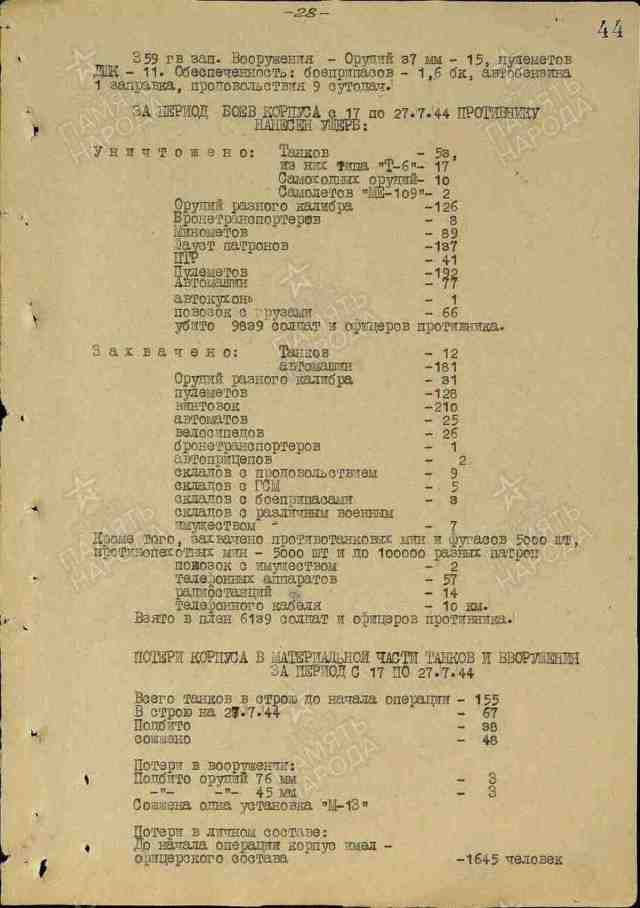 -28-
44
359 гв зап. Вооружения - Орудий 37 мм - 15, пулеметов
ДШК - 11. Обеспеченность: боеприпасов - 1,6 бк, автобензина
1 заправка, продовольствия 9 сутодач.
ЗА ПЕРИОД БОЕВ КОРПУСА с 17 по 27.7.44 ПРОТИВНИКУ
НАНЕСЕН УЩЕРБ:
Уничтожено: Танков - 53,
из них типа "Т-6"- 17
Самоходных орудий- 10
Самолетов "МЕ-109"- 2
Орудий разного калибра -126
Бронетранспортеров - 8
Минометов - 89
Фауст патронов -137
ПТР - 41
Пулеметов -192
Автомашин - 77
автокухонь - 1
повозок с грузами - 66
убито 9839 солдат и офицеров противника.
Захвачено: Танков - 12
автомашин -181
Орудий разного калибра - 31
пулеметов -128
винтовок -210
автоматов - 25
велосипедов - 26
бронетранспортеров - 1
автоприцепов - 2
складов с продовольствием - 9
складов с ГСМ - 5
складов с боеприпасами - 3
складов с различным военным
имуществом - 7
Кроме того, захвачено противотанковых мин и фугасов 5000 шт,
противопехотных мин - 5000 шт и до 100000 разных патрон
повозок с имуществом - 2
телефонных аппаратов - 57
радиостанций - 14
телефонного кабеля - 10 км.
Взято в плен 6139 солдат и офицеров противника.
ПОТЕРИ КОРПУСА В МАТЕРИАЛЬНОЙ ЧАСТИ ТАНКОВ И ВВОРУЖЕНИЯ
ЗА ПЕРИОД С 17 ПО 27.7.44
Всего танков в строю до начала операции - 155
В строю на 27.7.44 - 67
Подбито - 38
сожжено - 48
Потери в вооружении:
Подбито орудий 76 мм - 3
-"- -"- 45 мм - 3
Сожжена одна установка "М-13"
Потери в личном составе:
До начала операции корпус имел -
офицерского состава -1645 человек
ПАМЯТЬ НАРОДА